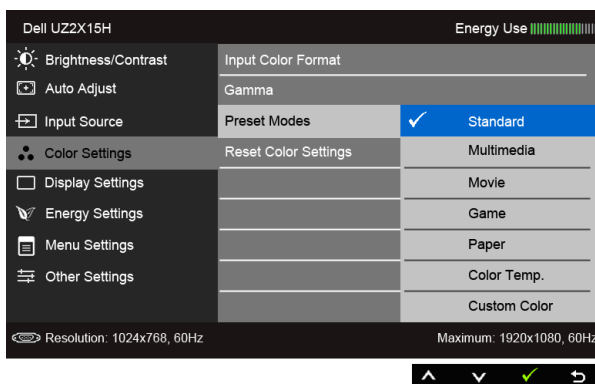 Dell UZ2X15H Energy Use
Brightness/Contrast Input Color Format
Auto Adjust Gamma
Input Source Preset Modes Standard
Color Settings Reset Color Settings Multimedia
Display Settings Movie
Energy Settings Game
Menu Settings Paper
Other Settings Color Temp.
Custom Color
Resolution: 1024x768, 60Hz Maximum: 1920x1080, 60Hz